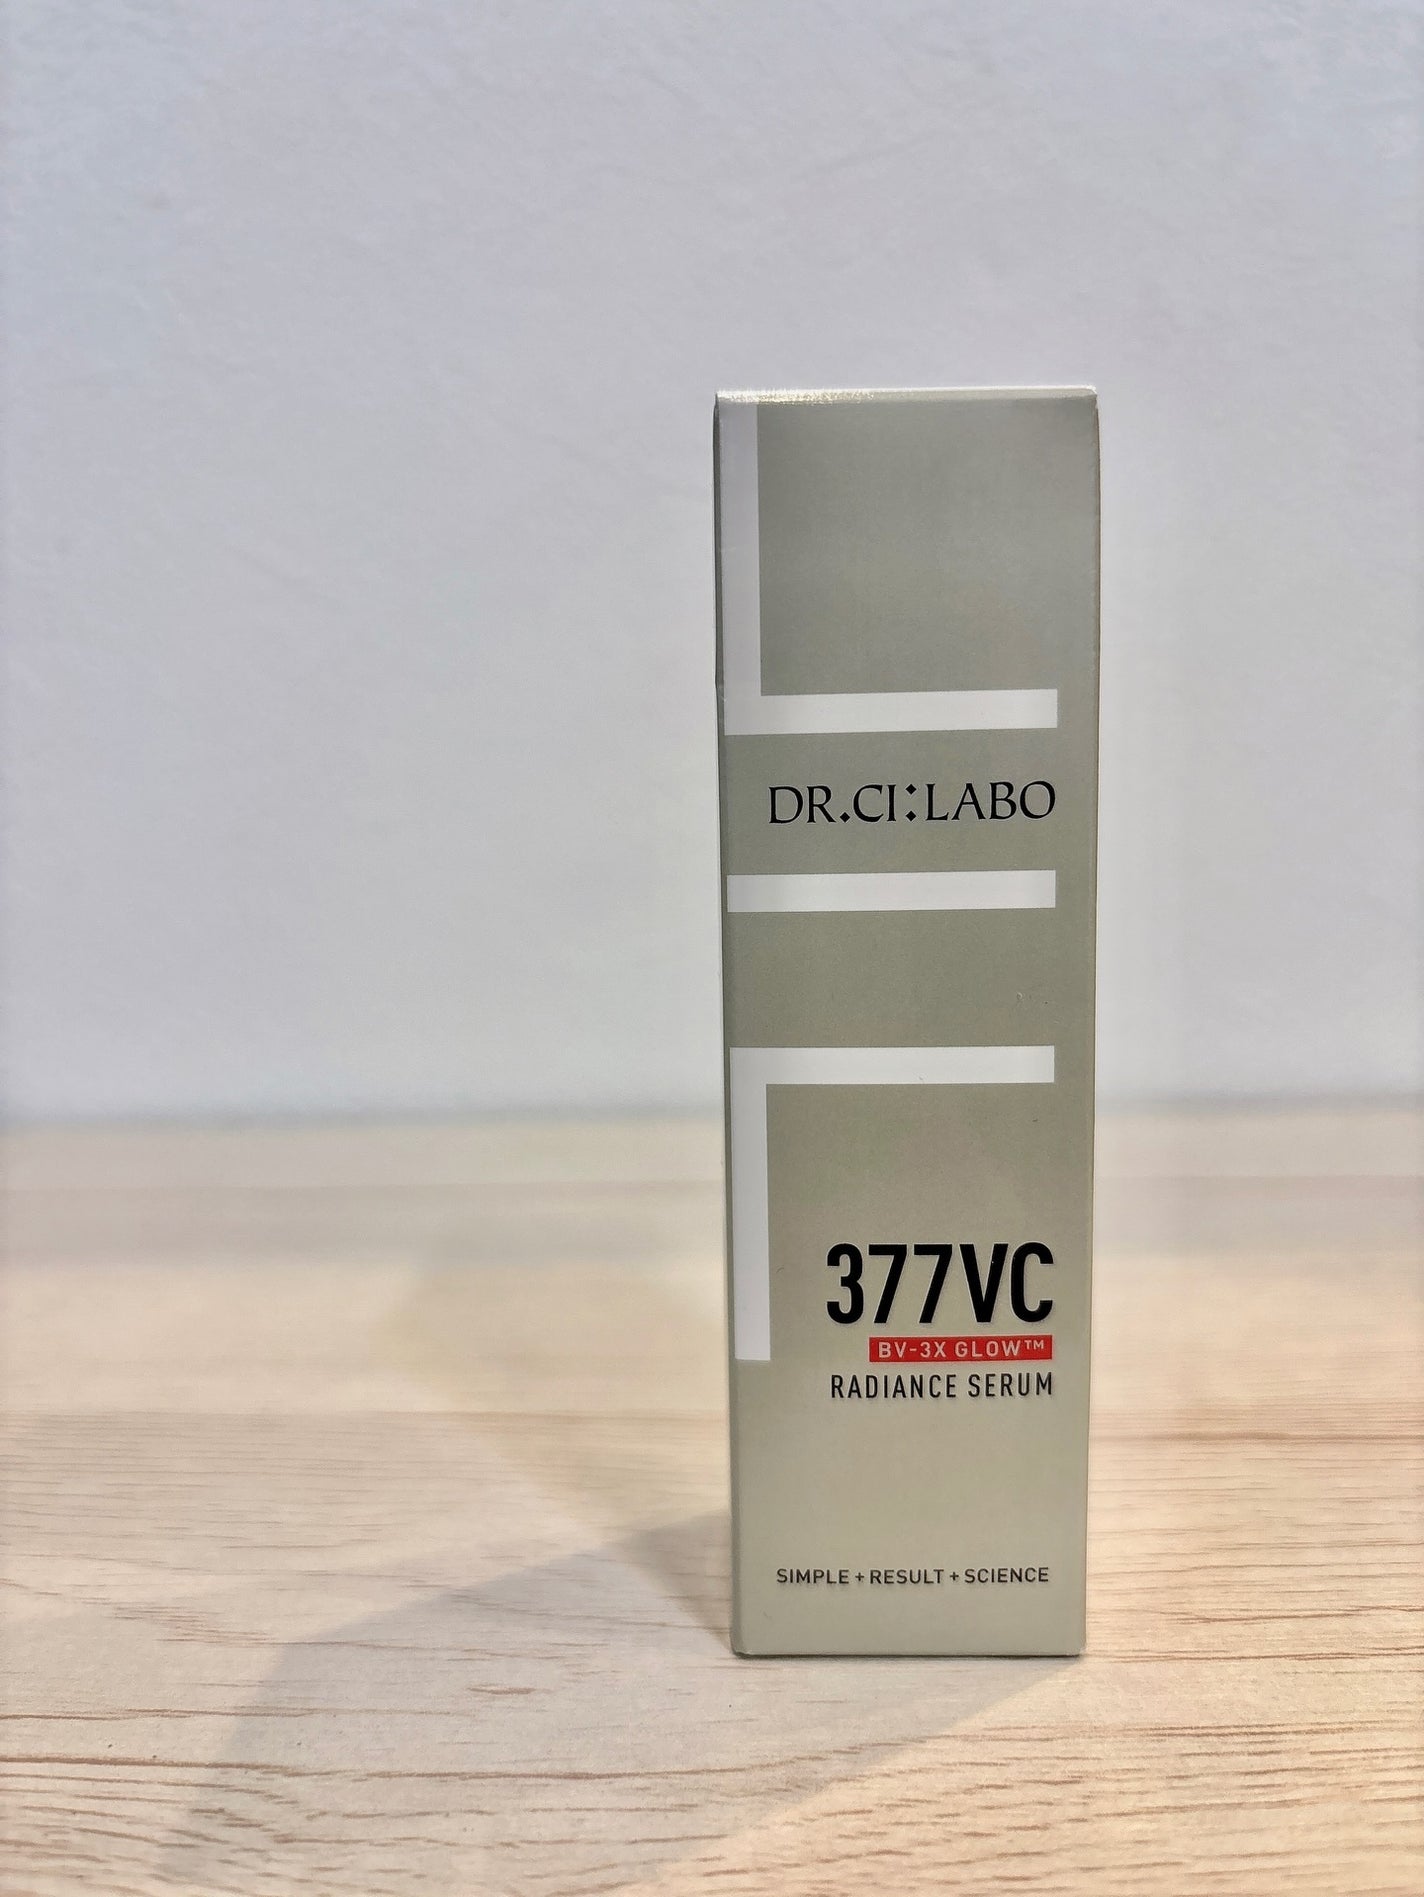 DR.CI:LABO
377VC
BV-3X GLOW™
RADIANCE SERUM
SIMPLE + RESULT + SCIENCE